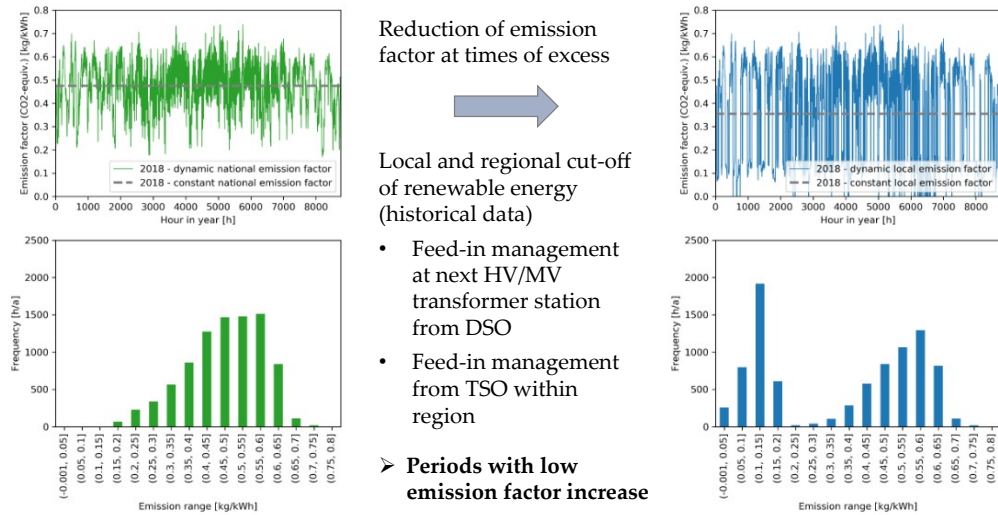 0.8
0.7
0.6
0.5
0.4
0.3
0.2
0.1
0.0
Emission factor (CO2-equiv.) [kg/kWh]
2018 - dynamic national emission factor
2018 - constant national emission factor
0 1000 2000 3000 4000 5000 6000 7000 8000
Hour in year [h]
2500
2000
1500
1000
500
0
Frequency [h/a]
(-0.001, 0.05]
(0.05, 0.1]
(0.1, 0.15]
(0.15, 0.2]
(0.2, 0.25]
(0.25, 0.3]
(0.3, 0.35]
(0.35, 0.4]
(0.4, 0.45]
(0.45, 0.5]
(0.5, 0.55]
(0.55, 0.6]
(0.6, 0.65]
(0.65, 0.7]
(0.7, 0.75]
(0.75, 0.8]
Emission range [kg/kWh]
Reduction of emission
factor at times of excess
Local and regional cut-off
of renewable energy
(historical data)
• Feed-in management
at next HV/MV
transformer station
from DSO
• Feed-in management
from TSO within
region
➢ Periods with low
emission factor increase
0.8
0.7
0.6
0.5
0.4
0.3
0.2
0.1
0.0
Emission factor (CO2-equiv.) [kg/kWh]
2018 - dynamic local emission factor
2018 - constant local emission factor
0 1000 2000 3000 4000 5000 6000 7000 8000
Hour in year [h]
2500
2000
1500
1000
500
0
Frequency [h/a]
(-0.001, 0.05]
(0.05, 0.1]
(0.1, 0.15]
(0.15, 0.2]
(0.2, 0.25]
(0.25, 0.3]
(0.3, 0.35]
(0.35, 0.4]
(0.4, 0.45]
(0.45, 0.5]
(0.5, 0.55]
(0.55, 0.6]
(0.6, 0.65]
(0.65, 0.7]
(0.7, 0.75]
(0.75, 0.8]
Emission range [kg/kWh]